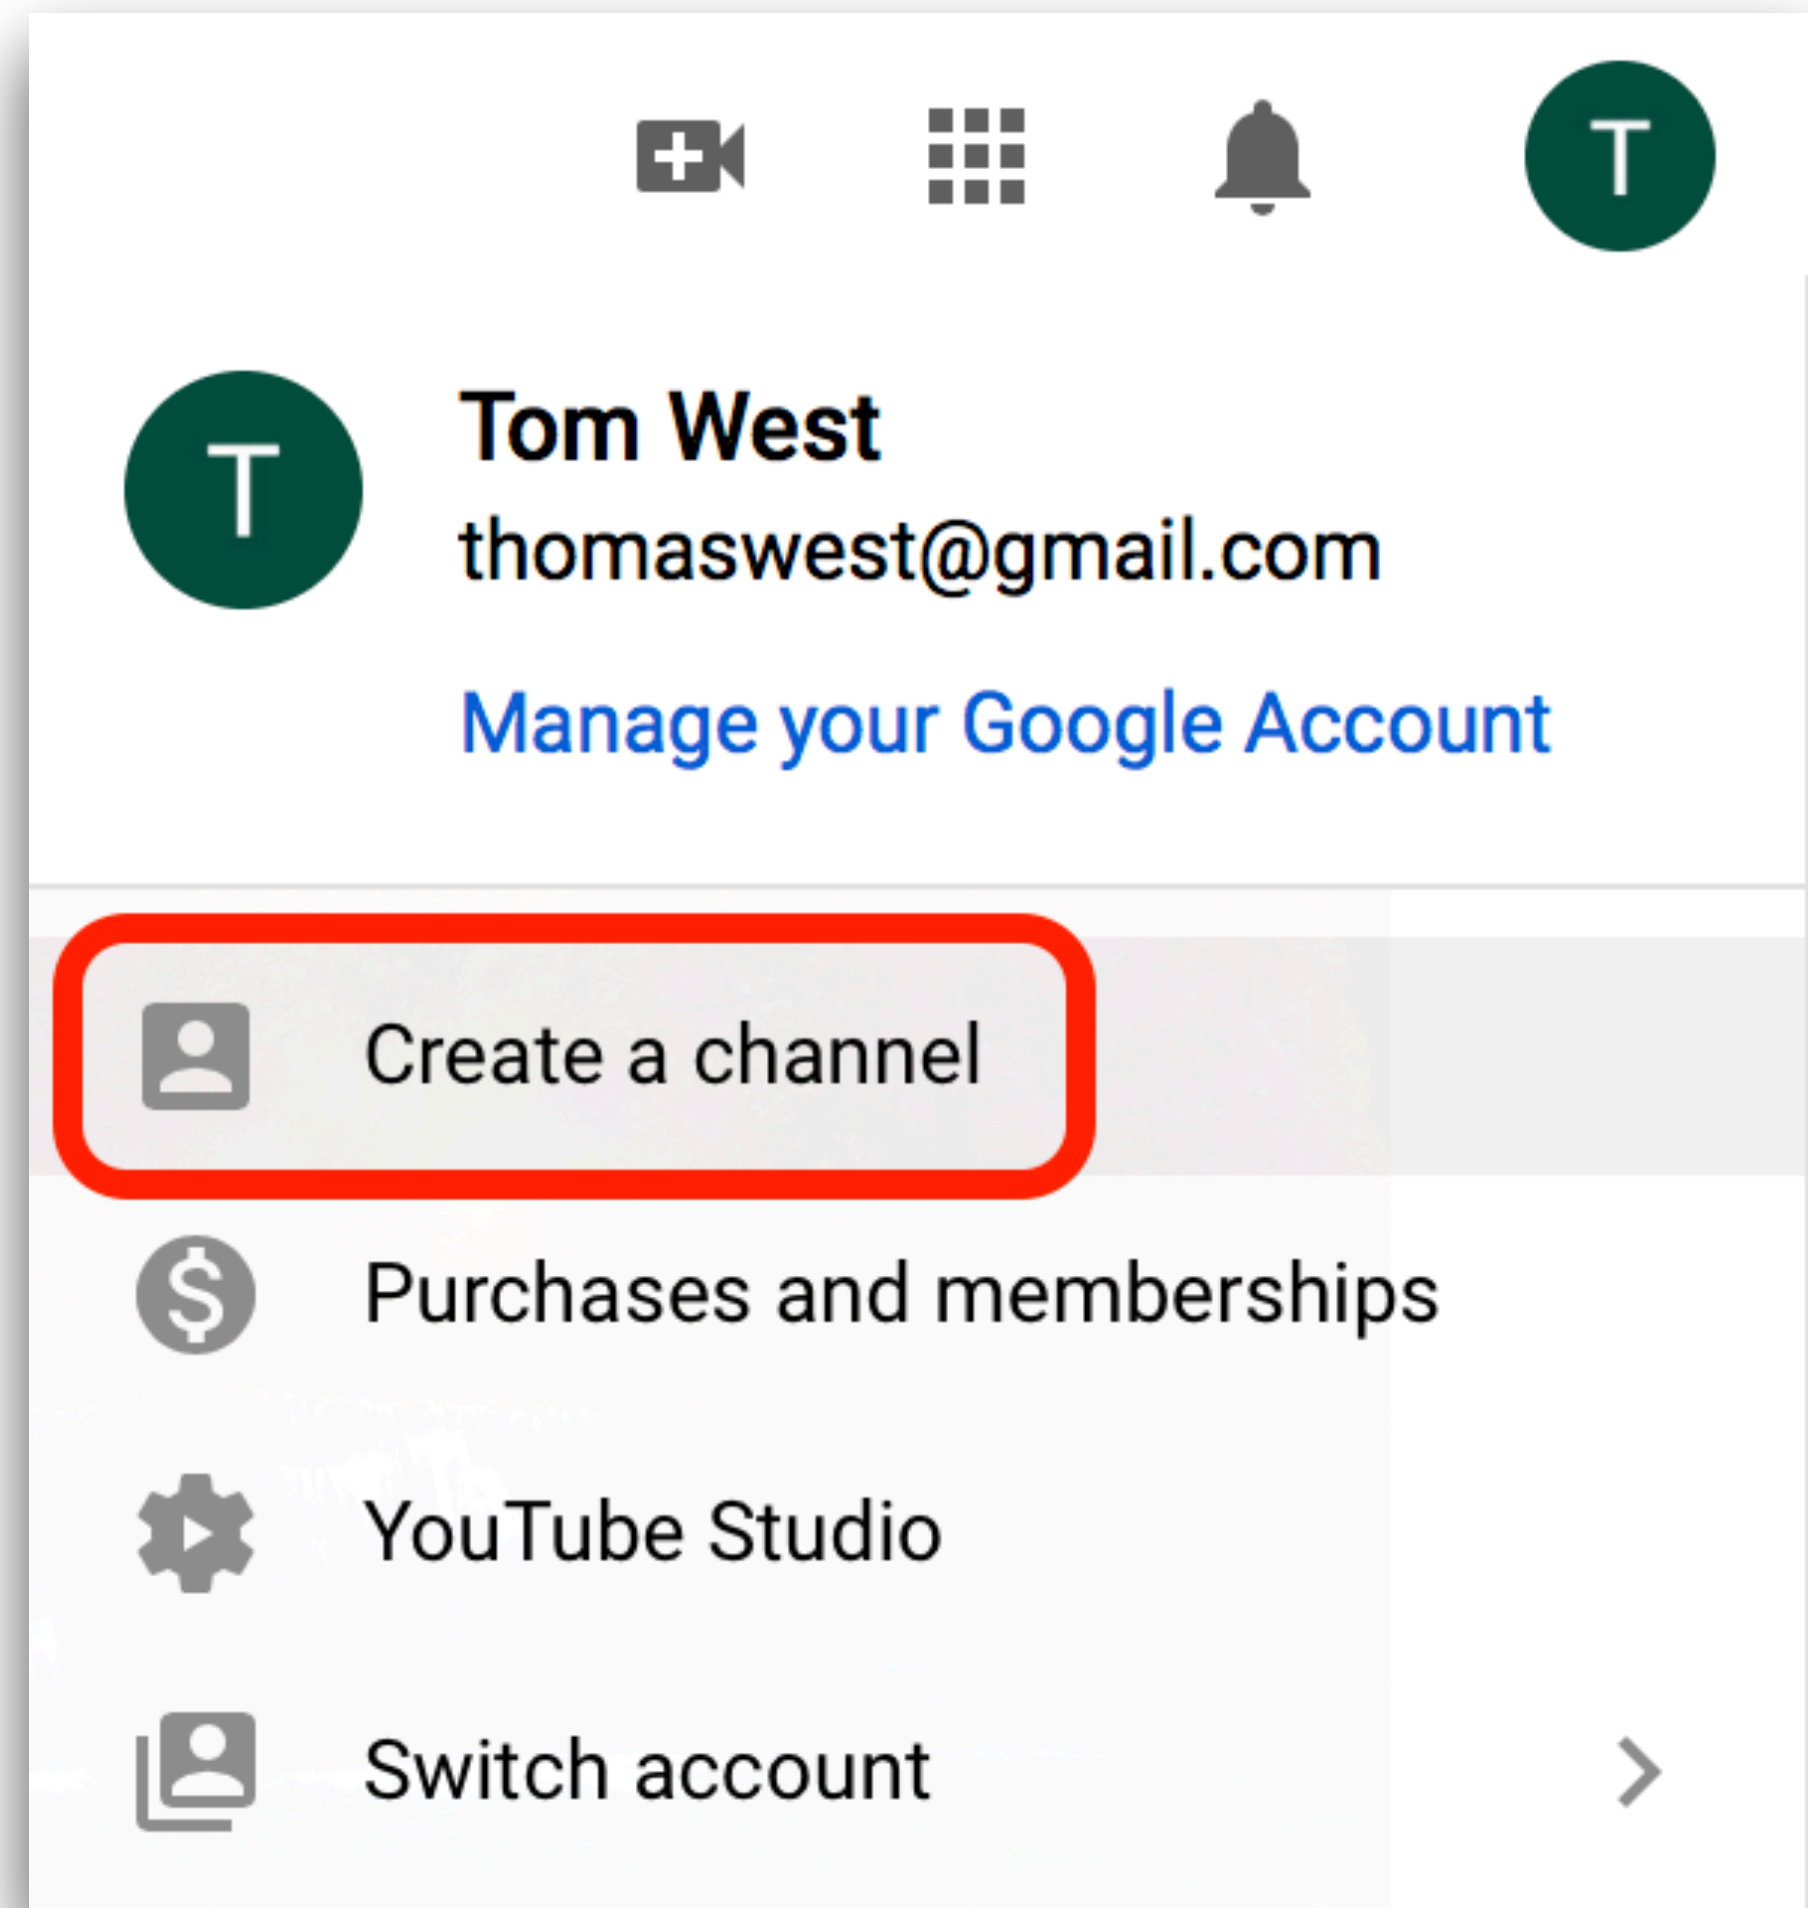 T
T
Tom West
thomaswest@gmail.com
Manage your Google Account
Create a channel
$
Purchases and memberships
YouTube Studio
Switch account